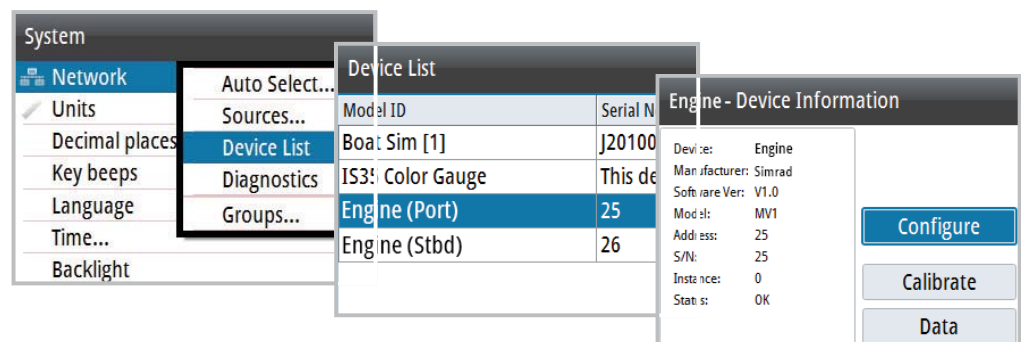 System
Network
Units
Decimal places
Key beeps
Language
Time...
Backlight
Auto Select...
Sources...
Device List
Diagnostics
Groups...
Device List
Model ID Serial N
Boat Sim [1] J20100
IS35 Color Gauge This de
Engine (Port) 25
Engine (Stbd) 26
Engine - Device Information
Device: Engine
Manufacturer: Simrad
Software Ver: V1.0
Model: MV1
Address: 25
S/N: 25
Instance: 0
Status: OK
Configure
Calibrate
Data